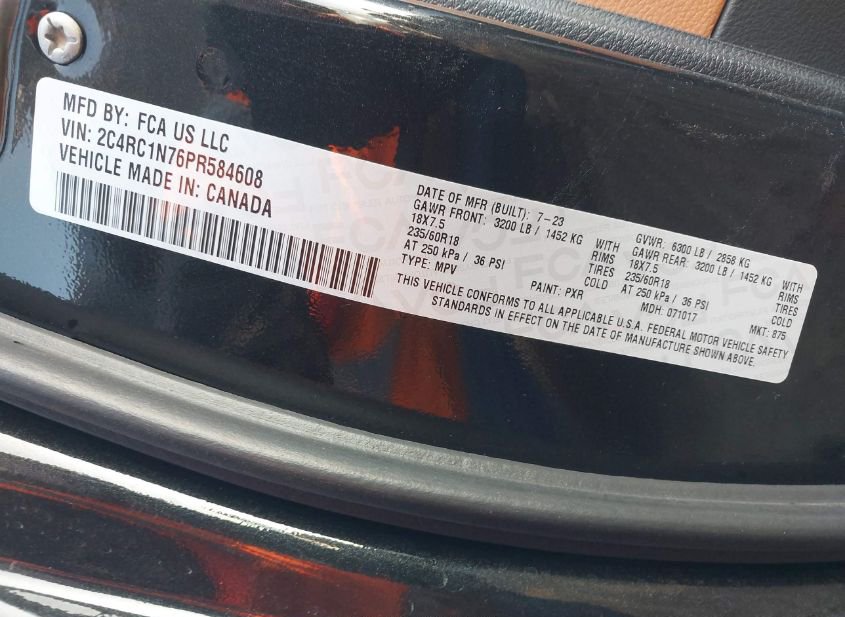 MFD BY: FCA US LLC
VIN: 2C4RC1N76PR584608
VEHICLE MADE IN: CANADA
DATE OF MFR (BUILT): 7-23 GVWR: 6300 LB / 2858 KG
GAWR FRONT: 3200 LB / 1452 KG WITH GAWR REAR: 3200 LB / 1452 KG WITH
18X7.5 RIMS 18X7.5 RIMS
235/60R18 TIRES 235/60R18 TIRES
AT 250 kPa / 36 PSI COLD AT 250 kPa / 36 PSI COLD
TYPE: MPV PAINT: PXR MDH: 071017 MKT: 875
THIS VEHICLE CONFORMS TO ALL APPLICABLE U.S.A. FEDERAL MOTOR VEHICLE SAFETY
STANDARDS IN EFFECT ON THE DATE OF MANUFACTURE SHOWN ABOVE.